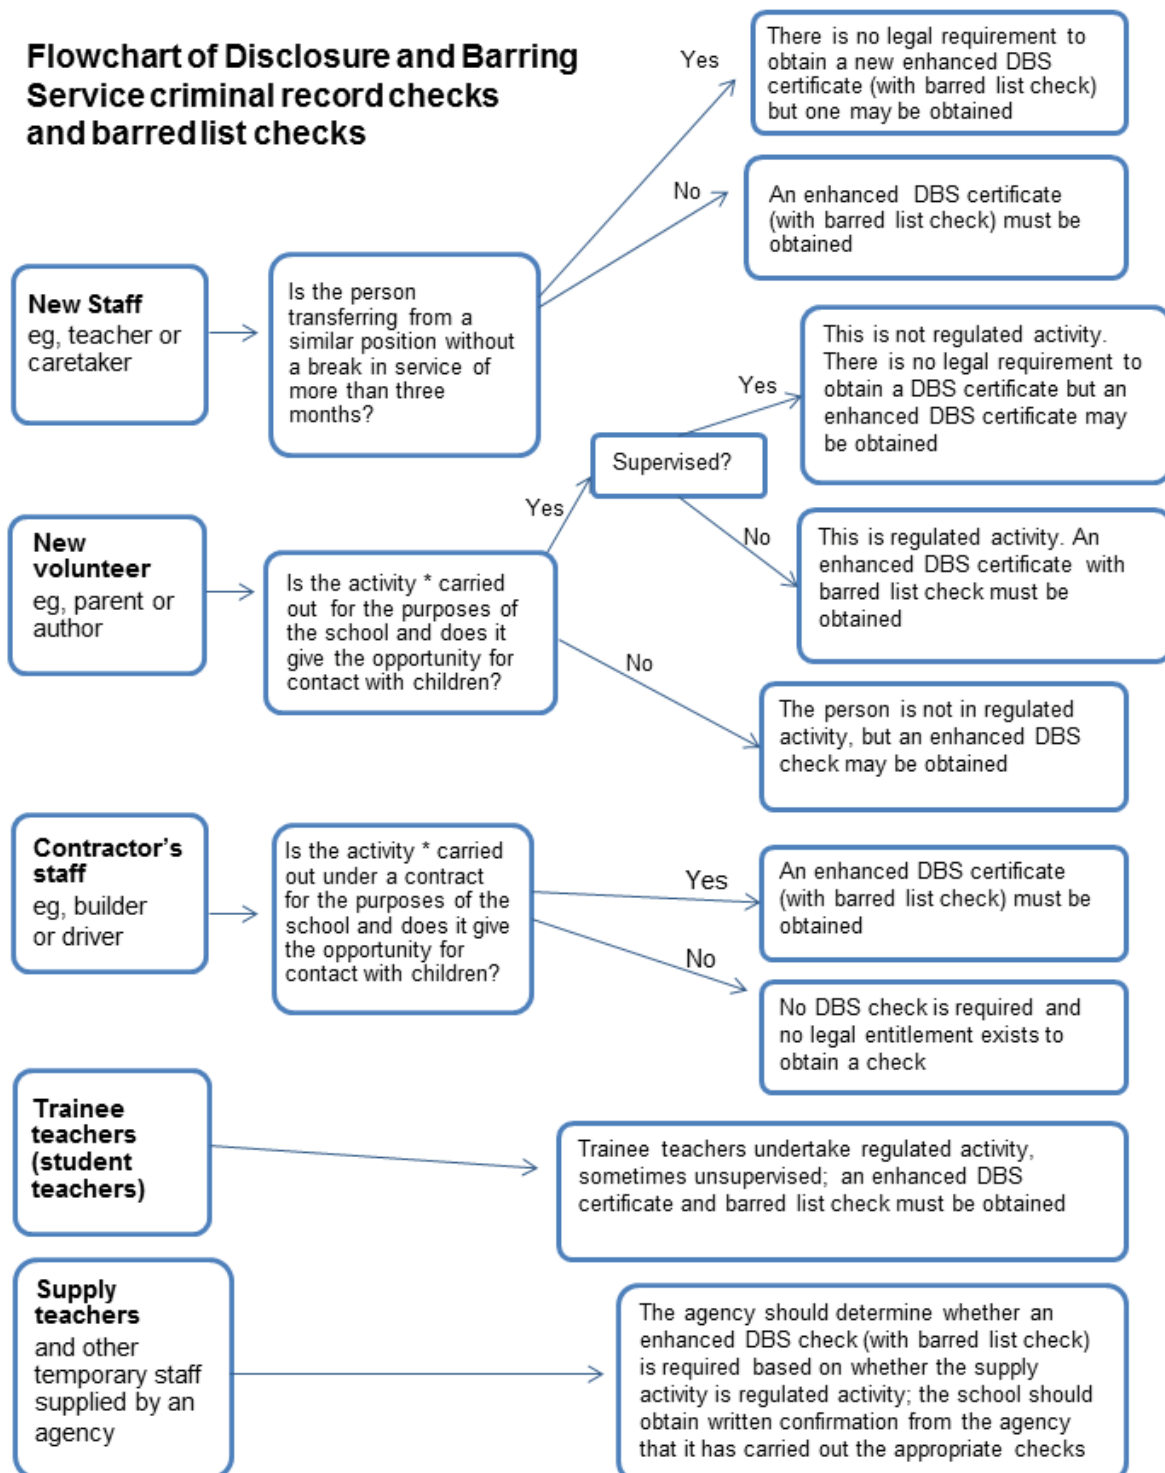 Flowchart of Disclosure and Barring
Service criminal record checks
and barred list checks
Yes
There is no legal requirement to
obtain a new enhanced DBS
certificate (with barred list check)
but one may be obtained
No
An enhanced DBS certificate
(with barred list check) must be
obtained
New Staff
eg, teacher or
caretaker
Is the person
transferring from a
similar position without
a break in service of
more than three
months?
New
volunteer
eg, parent or
author
Is the activity * carried
out for the purposes of
the school and does it
give the opportunity for
contact with children?
Yes
Supervised?
Yes
This is not regulated activity.
There is no legal requirement to
obtain a DBS certificate but an
enhanced DBS certificate may
be obtained
No
This is regulated activity. An
enhanced DBS certificate with
barred list check must be
obtained
No
The person is not in regulated
activity, but an enhanced DBS
check may be obtained
Contractor's
staff
eg, builder
or driver
Is the activity * carried
out under a contract
for the purposes of the
school and does it give
the opportunity for
contact with children?
Yes
An enhanced DBS certificate
(with barred list check) must be
obtained
No
No DBS check is required and
no legal entitlement exists to
obtain a check
Trainee
teachers
(student
teachers)
Trainee teachers undertake regulated activity,
sometimes unsupervised; an enhanced DBS
certificate and barred list check must be obtained
Supply
teachers
and other
temporary staff
supplied by an
agency
The agency should determine whether an
enhanced DBS check (with barred list check)
is required based on whether the supply
activity is regulated activity; the school should
obtain written confirmation from the agency
that it has carried out the appropriate checks